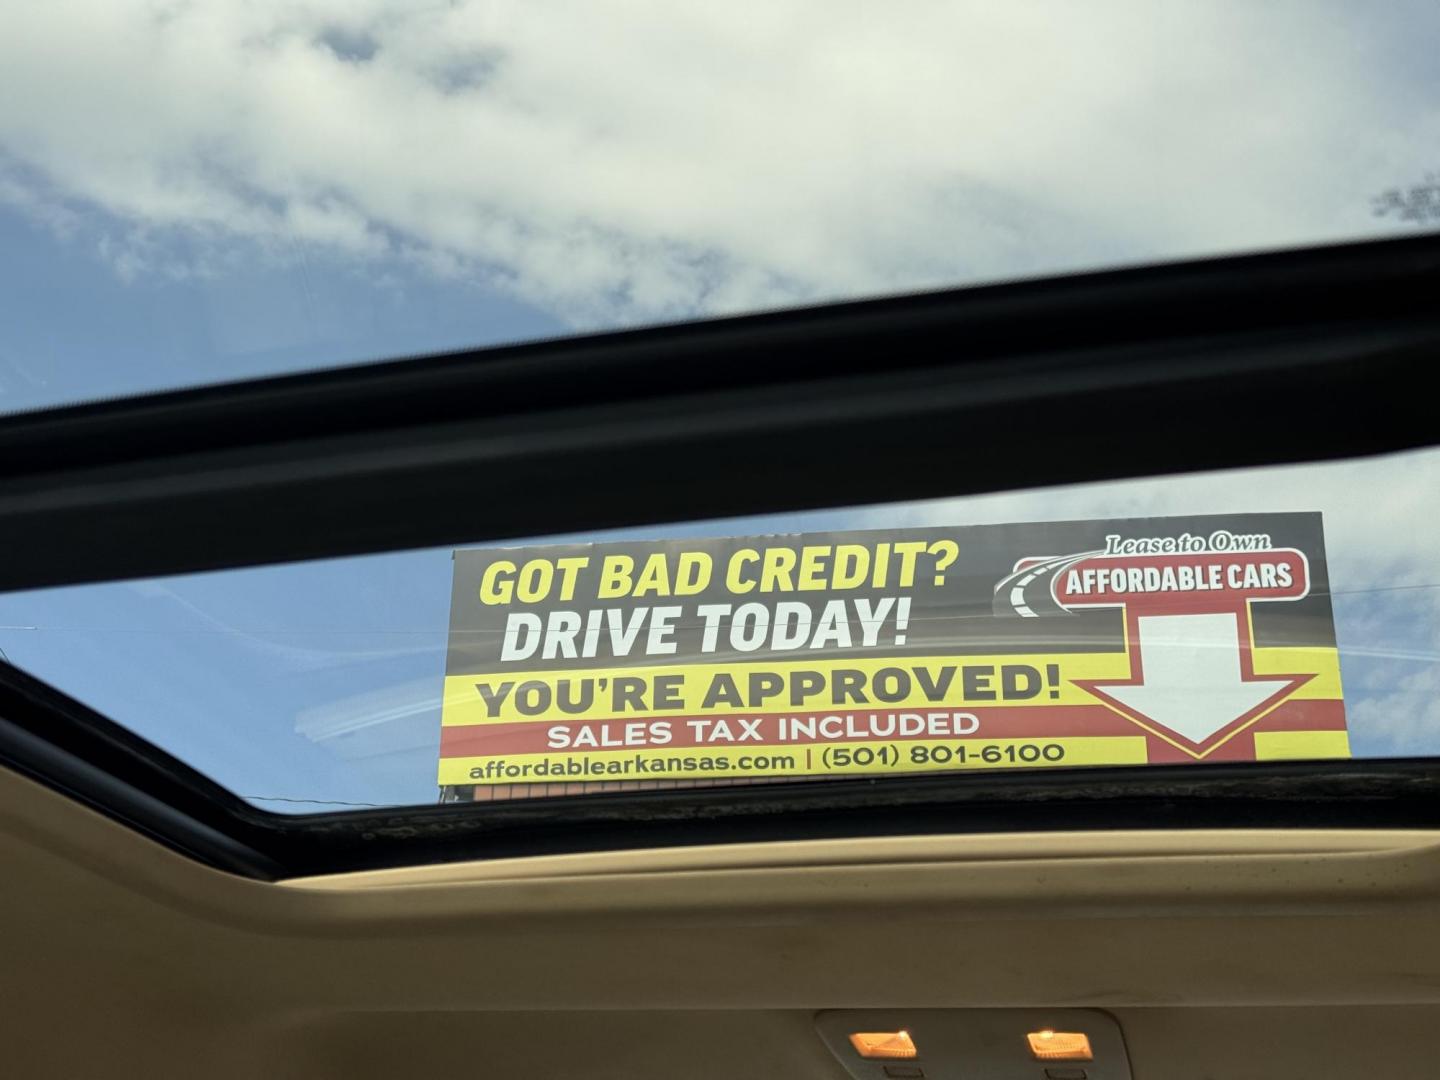 GOT BAD CREDIT?
DRIVE TODAY!
YOU'RE APPROVED!
SALES TAX INCLUDED
affordablearkansas.com | (501) 801-6100
Lease to Own
AFFORDABLE CARS